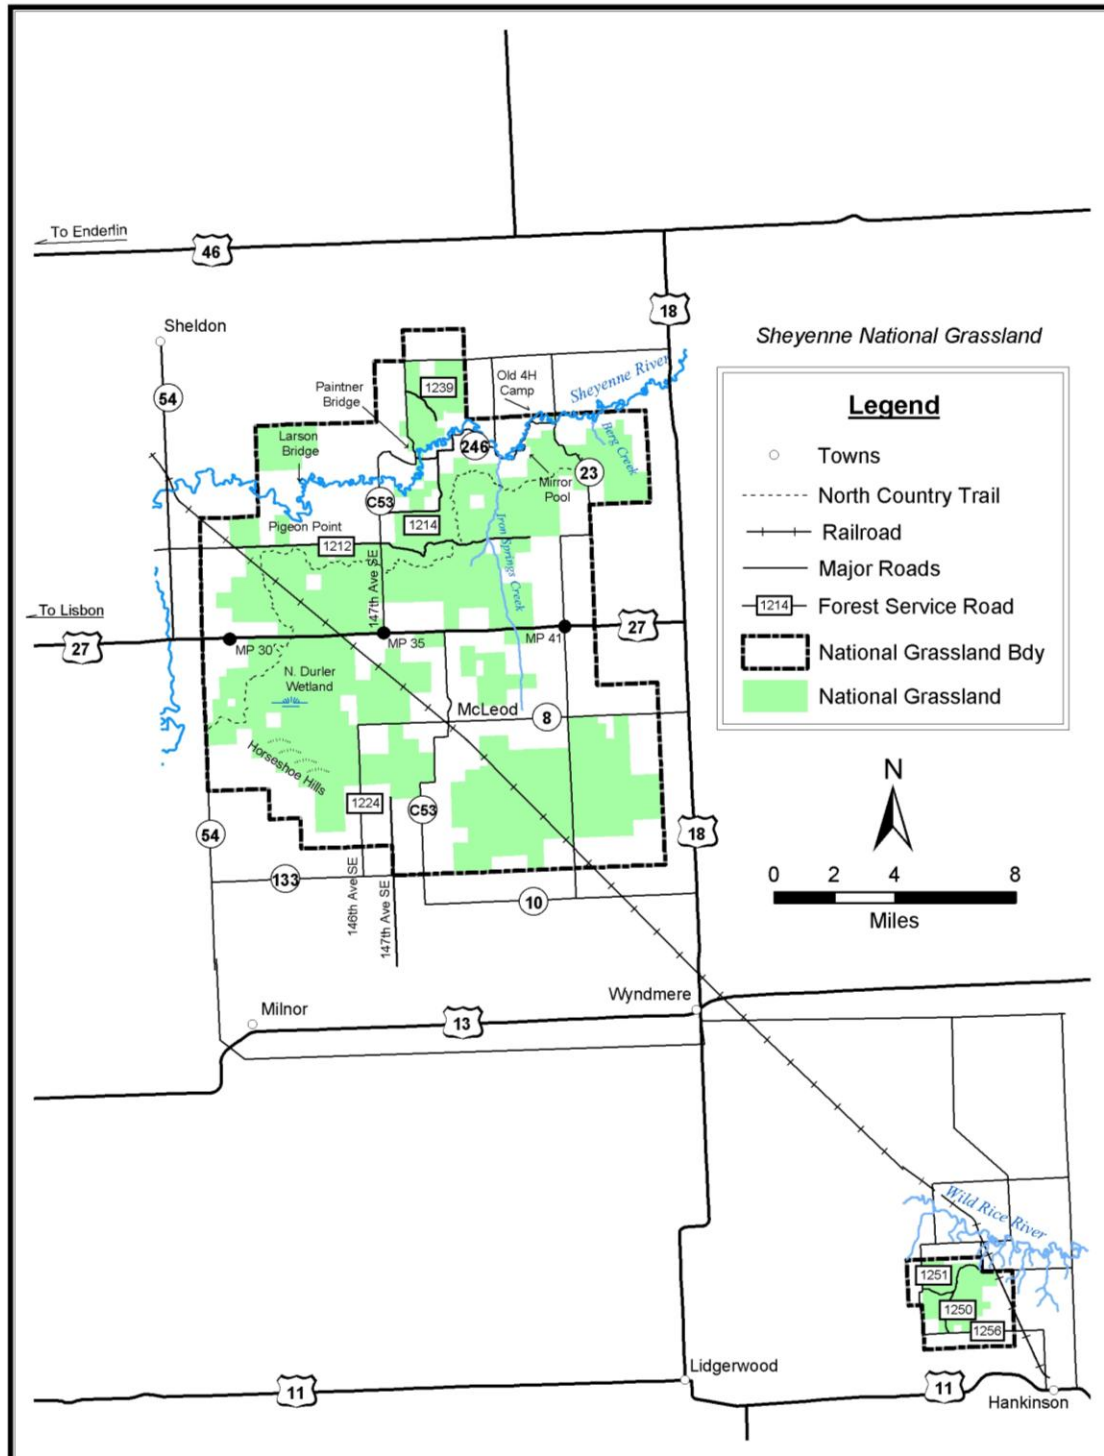 To Enderlin
46
18
Sheldon
Sheyenne National Grassland
Legend
Towns
North Country Trail
Railroad
Major Roads
1214
Forest Service Road
National Grassland Bdy
National Grassland
Old 4H
Camp
Sheyenne River
1239
Paintner
Bridge
54
Larson
Bridge
246
Berg Creek
23
Mirror
Pool
C53
1214
Pigeon Point
Iron Springs Creek
1212
147th Ave SE
To Lisbon
27
MP 30
MP 35
MP 41
27
N. Durler
Wetland
McLeod
8
Horseshoe Hills
1224
C53
54
18
N
0
2
4
8
Miles
133
146th Ave SE
147th Ave SE
10
Milnor
Wyndmere
13
Wild Rice River
1251
1250
1256
Lidgerwood
11
11
Hankinson